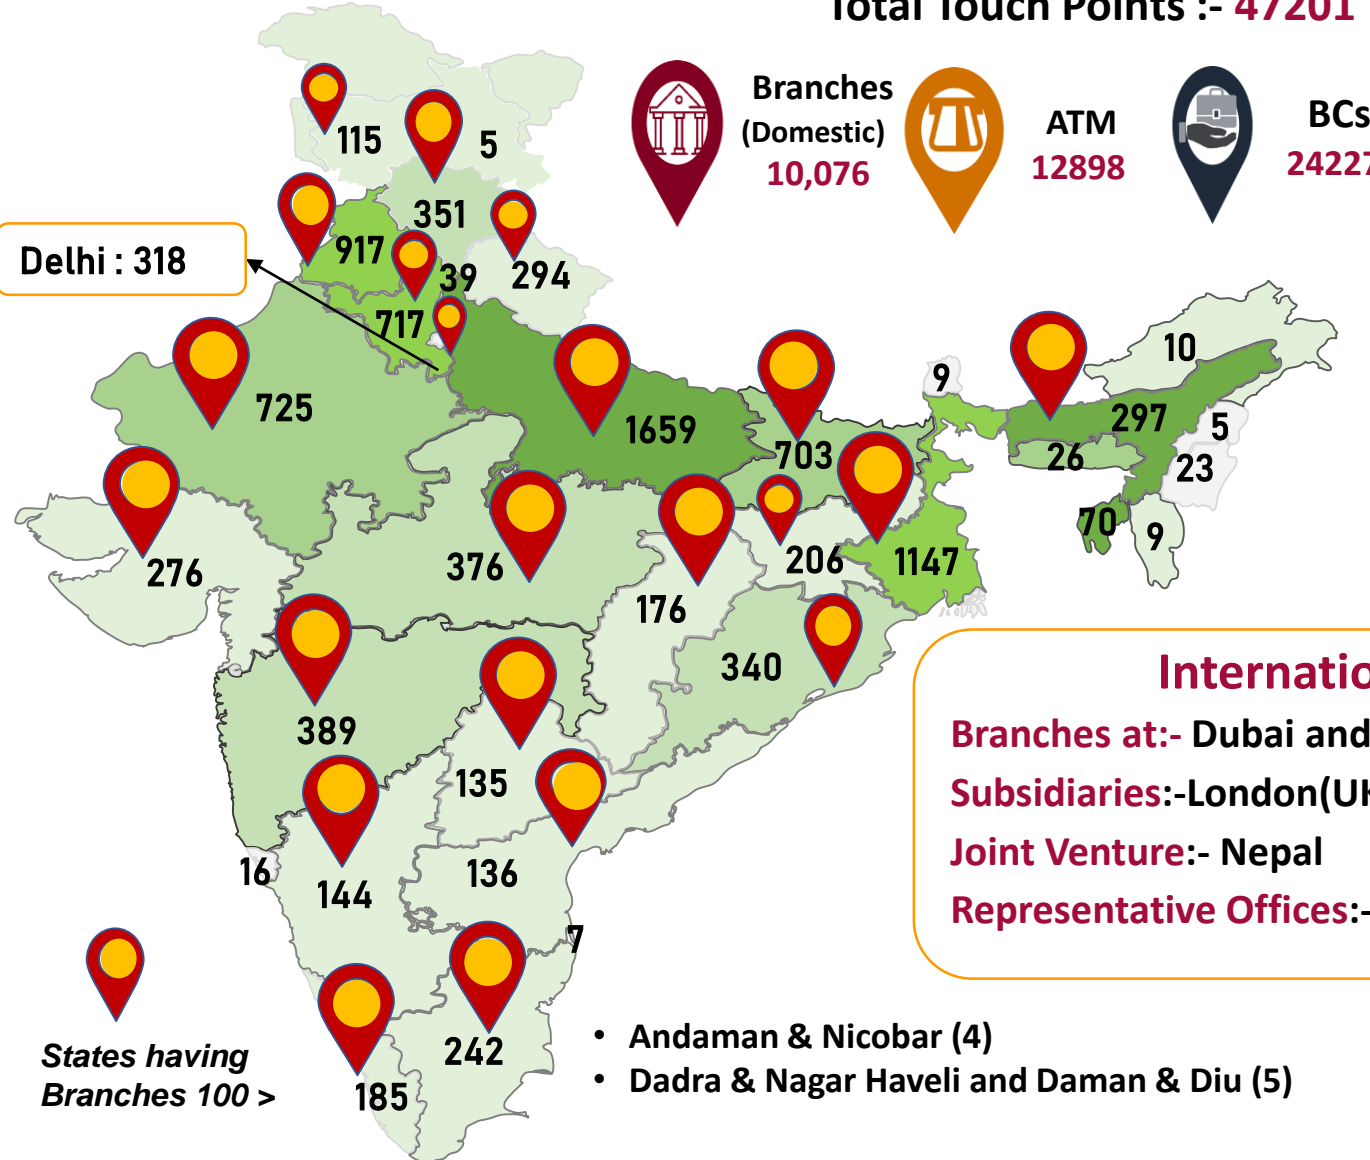 Total Touch Points :- 47201
Branches
(Domestic)
10,076
ATM
12898
BCs
24227
115
5
351
917
39
294
Delhi : 318
717
725
1659
703
9
10
297
5
26
23
70
9
276
376
206
1147
176
340
389
135
136
16
144
7
242
185
Internatio
Branches at:- Dubai and
Subsidiaries:-London(UK
Joint Venture:- Nepal
Representative Offices:-
States having
Branches 100 >
• Andaman & Nicobar (4)
• Dadra & Nagar Haveli and Daman & Diu (5)